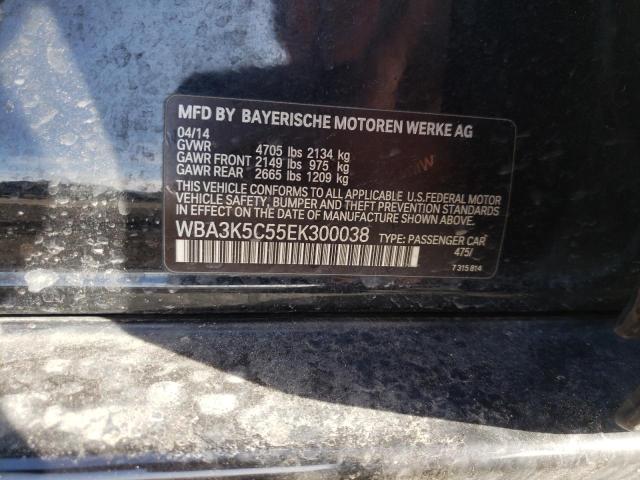 MFD BY BAYERISCHE MOTOREN WERKE AG
04/14
GVWR 4705 lbs 2134 kg
GAWR FRONT 2149 lbs 975 kg
GAWR REAR 2665 lbs 1209 kg
THIS VEHICLE CONFORMS TO ALL APPLICABLE U.S.FEDERAL MOTOR
VEHICLE SAFETY, BUMPER AND THEFT PREVENTION STANDARDS
IN EFFECT ON THE DATE OF MANUFACTURE SHOWN ABOVE.
WBA3K5C55EK300038
TYPE: PASSENGER CAR
475/
7 315 814